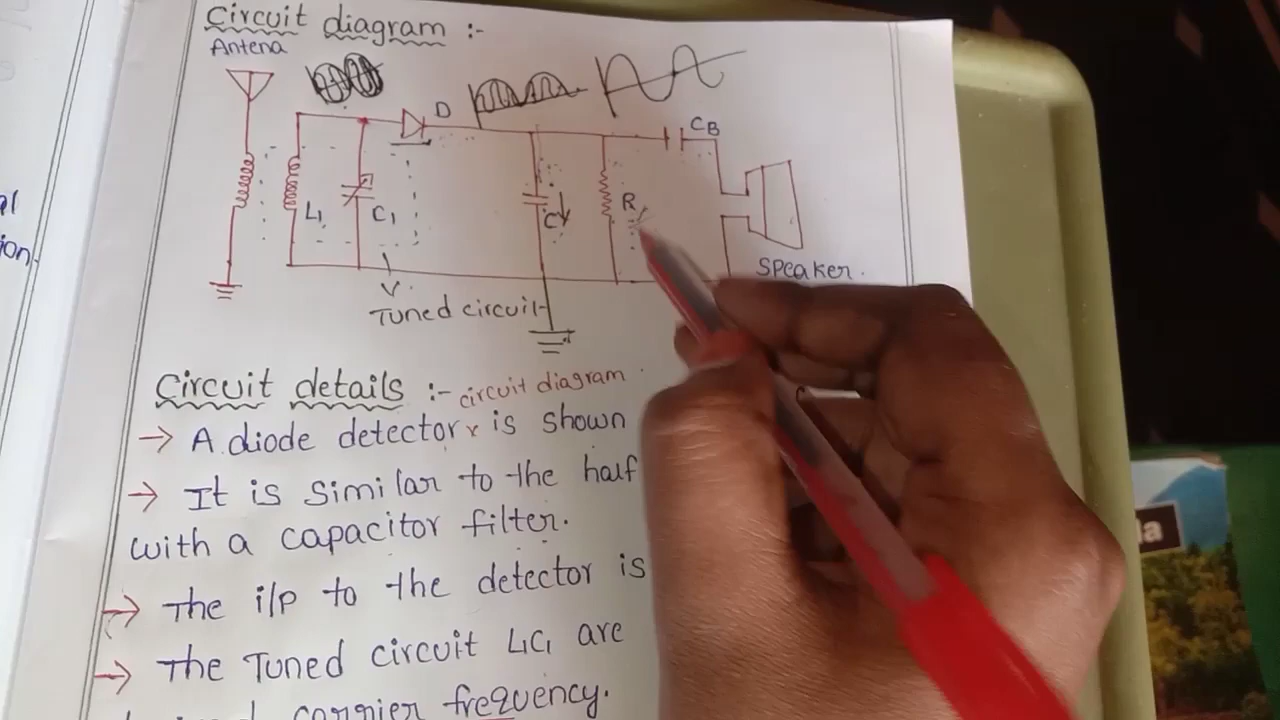 Circuit diagram :-
Antena
D
CB
L1
C1
C
R
Speaker.
Tuned circuit
Circuit details :- circuit diagram
→ A diode detector is shown
→ It is similar to the half
with a capacitor filter.
→ The i/p to the detector is
→ The Tuned circuit L1C1 are
carrier frequency.